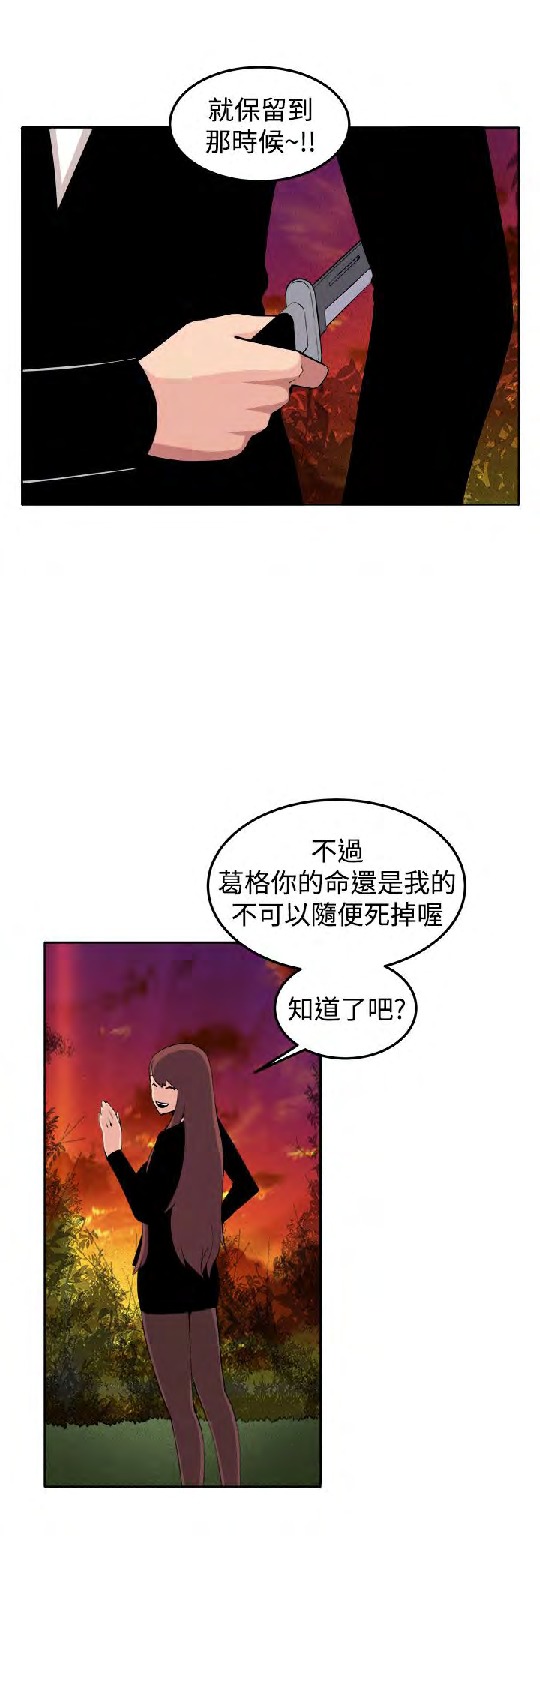 就保留到
那時候~!!
不過
葛格你的命還是我的
不可以隨便死掉喔
知道了吧?